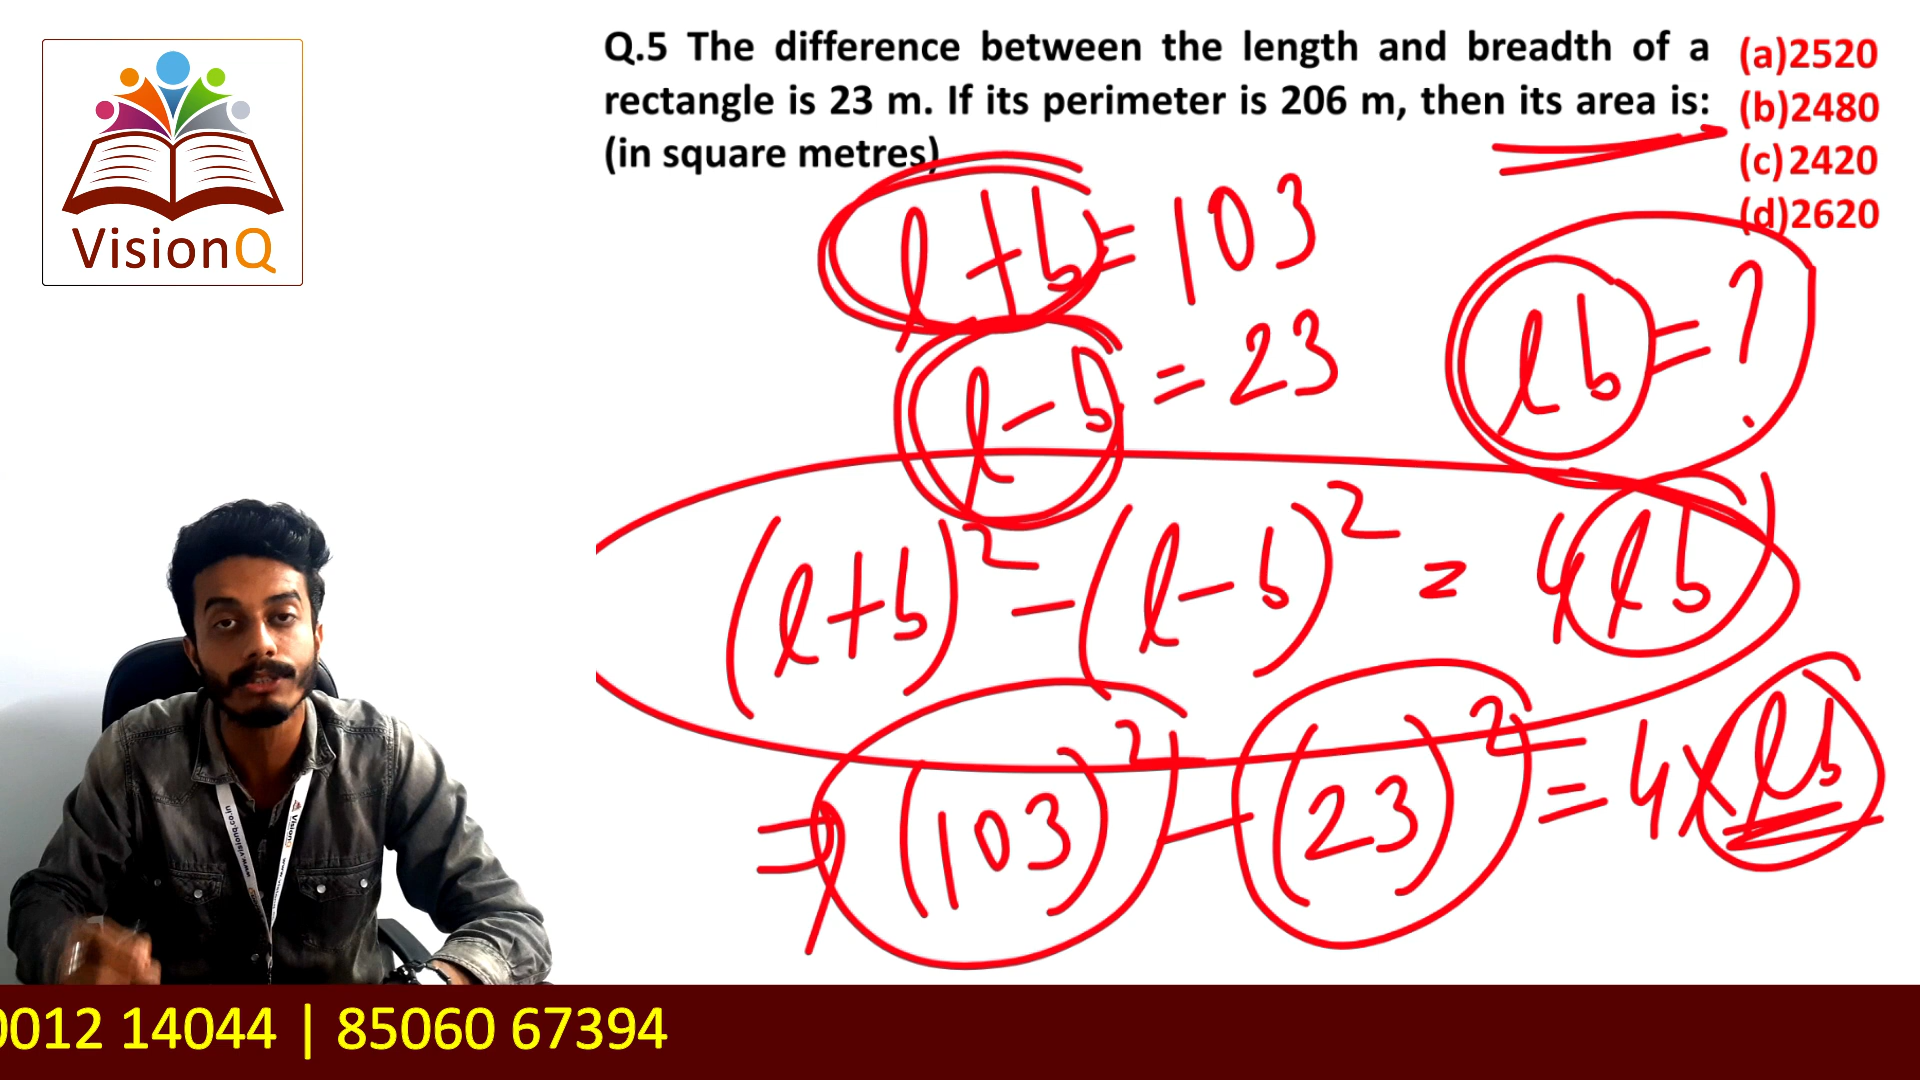 VisionQ
Q.5 The difference between the length and breadth of a
rectangle is 23 m. If its perimeter is 206 m, then its area is:
(in square metres)
(a)2520
(b)2480
(c)2420
(d)2620
l+b = 103
l-b = 23
lb = ?
(l+b)² - (l-b)² = 4lb
⇒ (103)² - (23)² = 4×lb
0012 14044 | 85060 67394